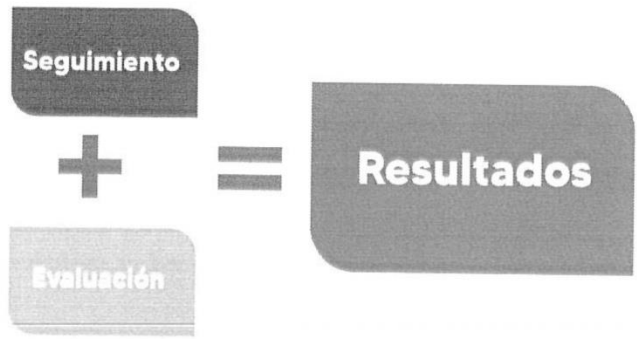 Seguimiento
+
=
Resultados
Evaluación